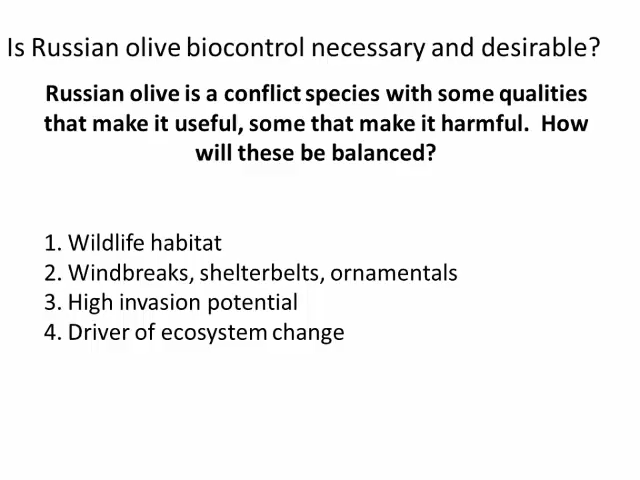 Is Russian olive biocontrol necessary and desirable?
Russian olive is a conflict species with some qualities
that make it useful, some that make it harmful. How
will these be balanced?
1. Wildlife habitat
2. Windbreaks, shelterbelts, ornamentals
3. High invasion potential
4. Driver of ecosystem change